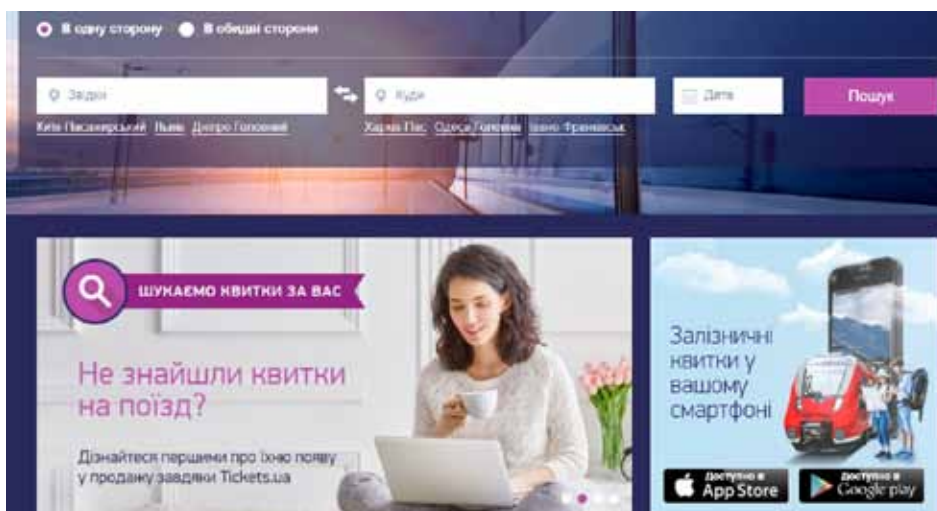 В одну сторону В обидві сторони
Звідки Куди Дата Пошук
Київ-Пасажирський Львів Дніпро-Головний Харків-Пас Одеса-Головна Івано-Франківськ
ШУКАЄМО КВИТКИ ЗА ВАС
Не знайшли квитки
на поїзд?
Дізнайтеся першими про їхню появу
у продажу завдяки Tickets.ua
Залізничні
квитки у
вашому
смартфоні
Доступно в
App Store
Доступно в
Google play